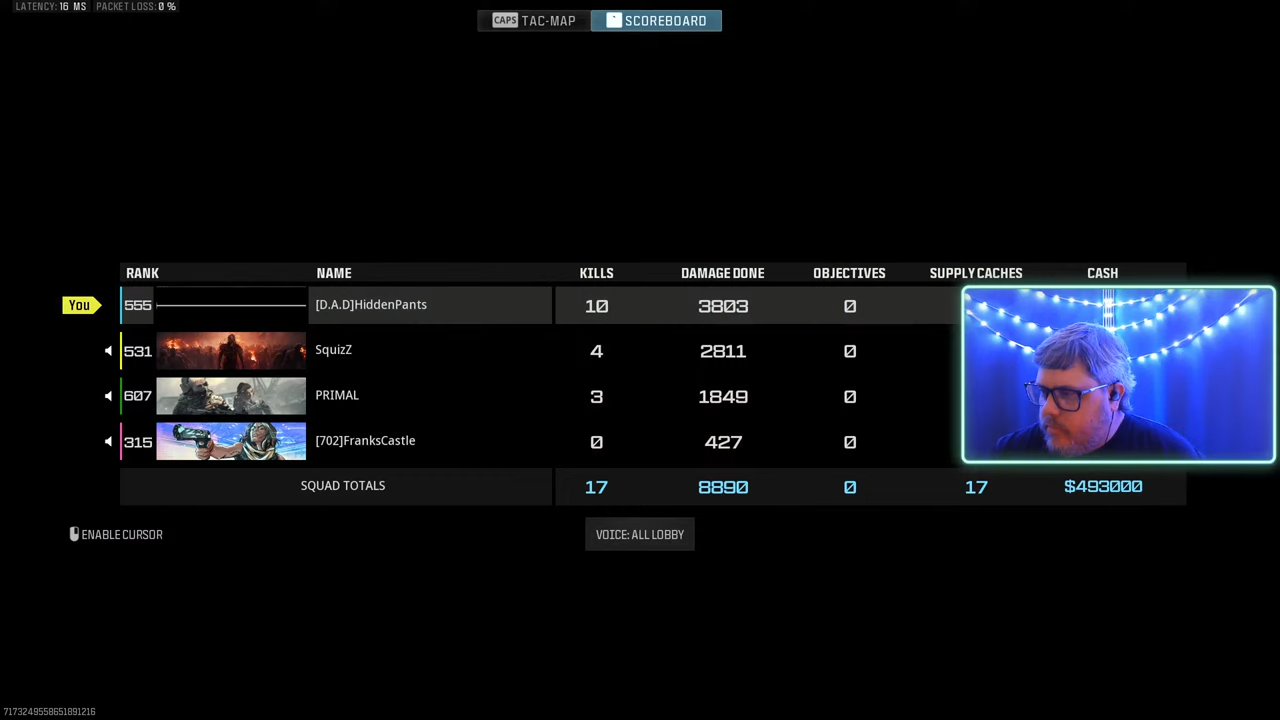 LATENCY: 16 MS PACKET LOSS: 0 %
CAPS TAC-MAP ` SCOREBOARD
RANK NAME KILLS DAMAGE DONE OBJECTIVES SUPPLY CACHES CASH
You 555 [D.A.D]HiddenPants 10 3803 0
531 SquizZ 4 2811 0
607 PRIMAL 3 1849 0
315 [702]FranksCastle 0 427 0
SQUAD TOTALS 17 8890 0 17 $493000
ENABLE CURSOR VOICE: ALL LOBBY
7173249558651891216